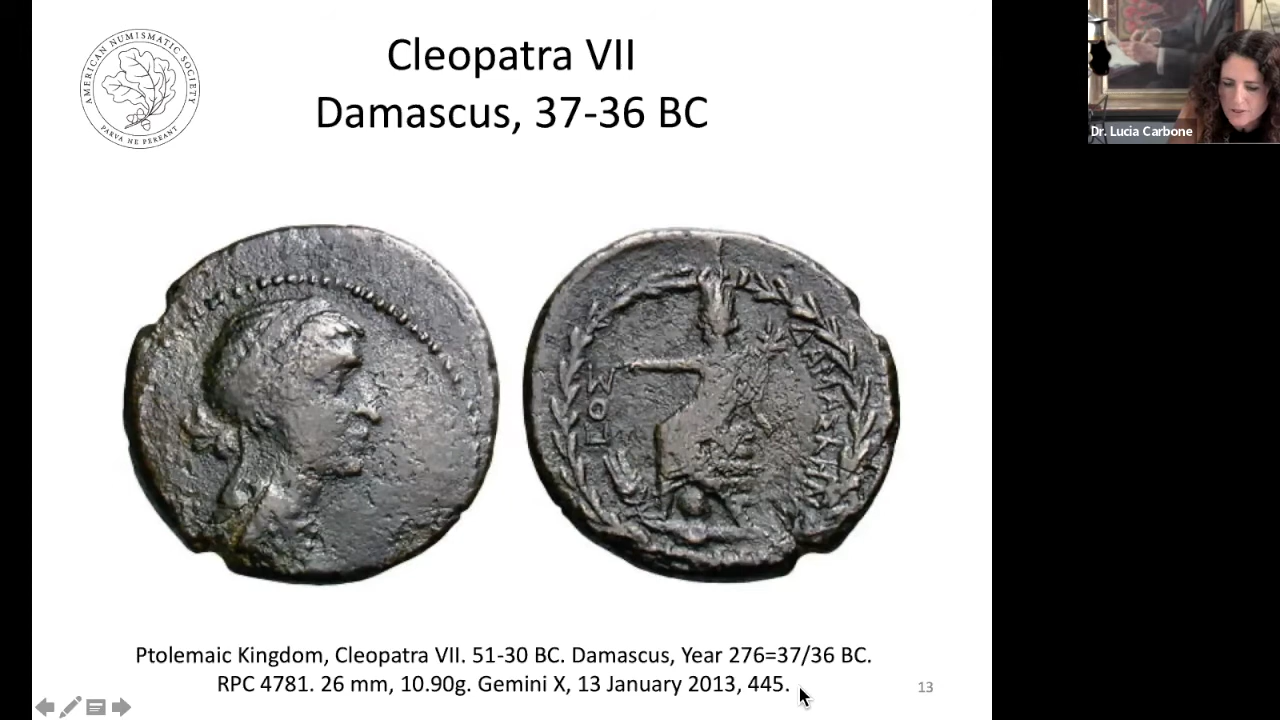 AMERICAN NUMISMATIC SOCIETY
PARVA NE PEREANT
Cleopatra VII
Damascus, 37-36 BC
Dr. Lucia Carbone
ΔΑΜΑΣΚΗΝ
ϚΟΣ
Ptolemaic Kingdom, Cleopatra VII. 51-30 BC. Damascus, Year 276=37/36 BC.
RPC 4781. 26 mm, 10.90g. Gemini X, 13 January 2013, 445.
13